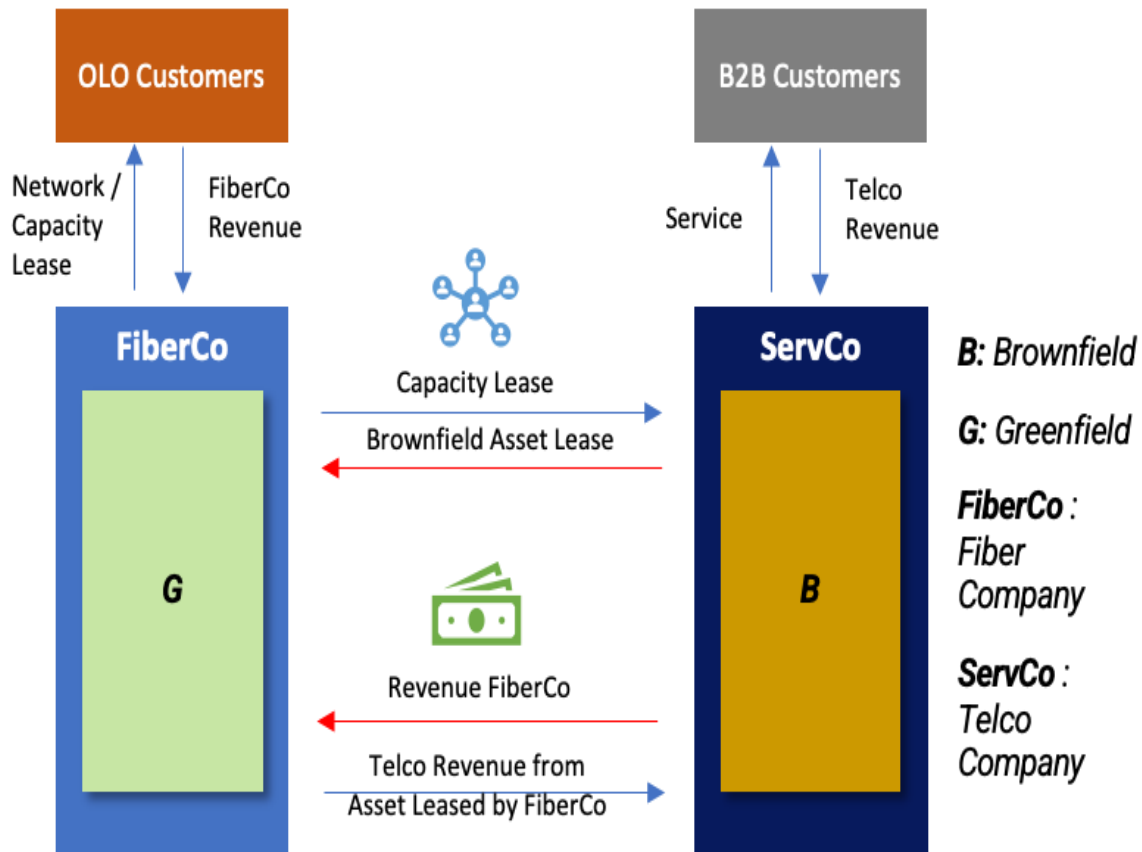 OLO Customers
B2B Customers
Network /
Capacity
Lease
FiberCo
Revenue
Service
Telco
Revenue
FiberCo
ServCo
G
B
Capacity Lease
Brownfield Asset Lease
Revenue FiberCo
Telco Revenue from
Asset Leased by FiberCo
B: Brownfield
G: Greenfield
FiberCo :
Fiber
Company
ServCo :
Telco
Company